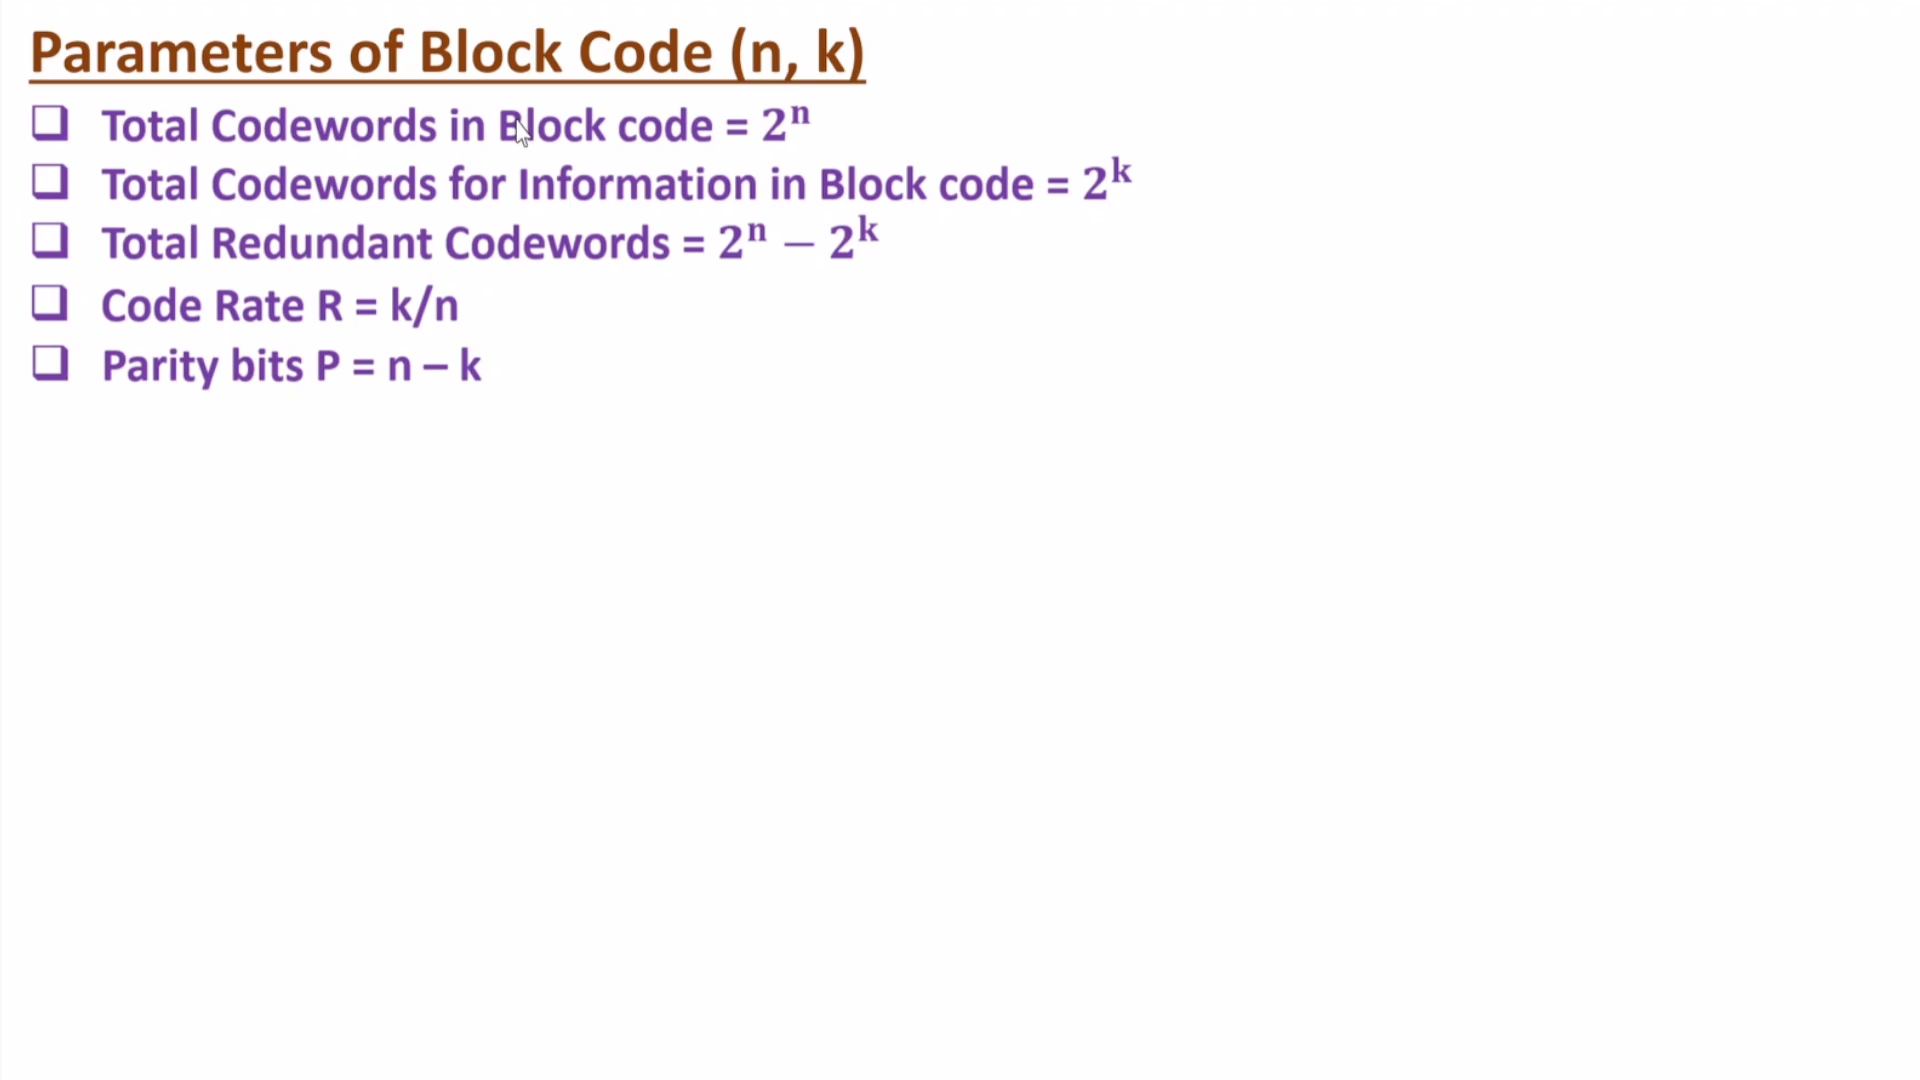 Parameters of Block Code (n, k)
❑ Total Codewords in Block code = 2ⁿ
❑ Total Codewords for Information in Block code = 2ᵏ
❑ Total Redundant Codewords = 2ⁿ − 2ᵏ
❑ Code Rate R = k/n
❑ Parity bits P = n – k